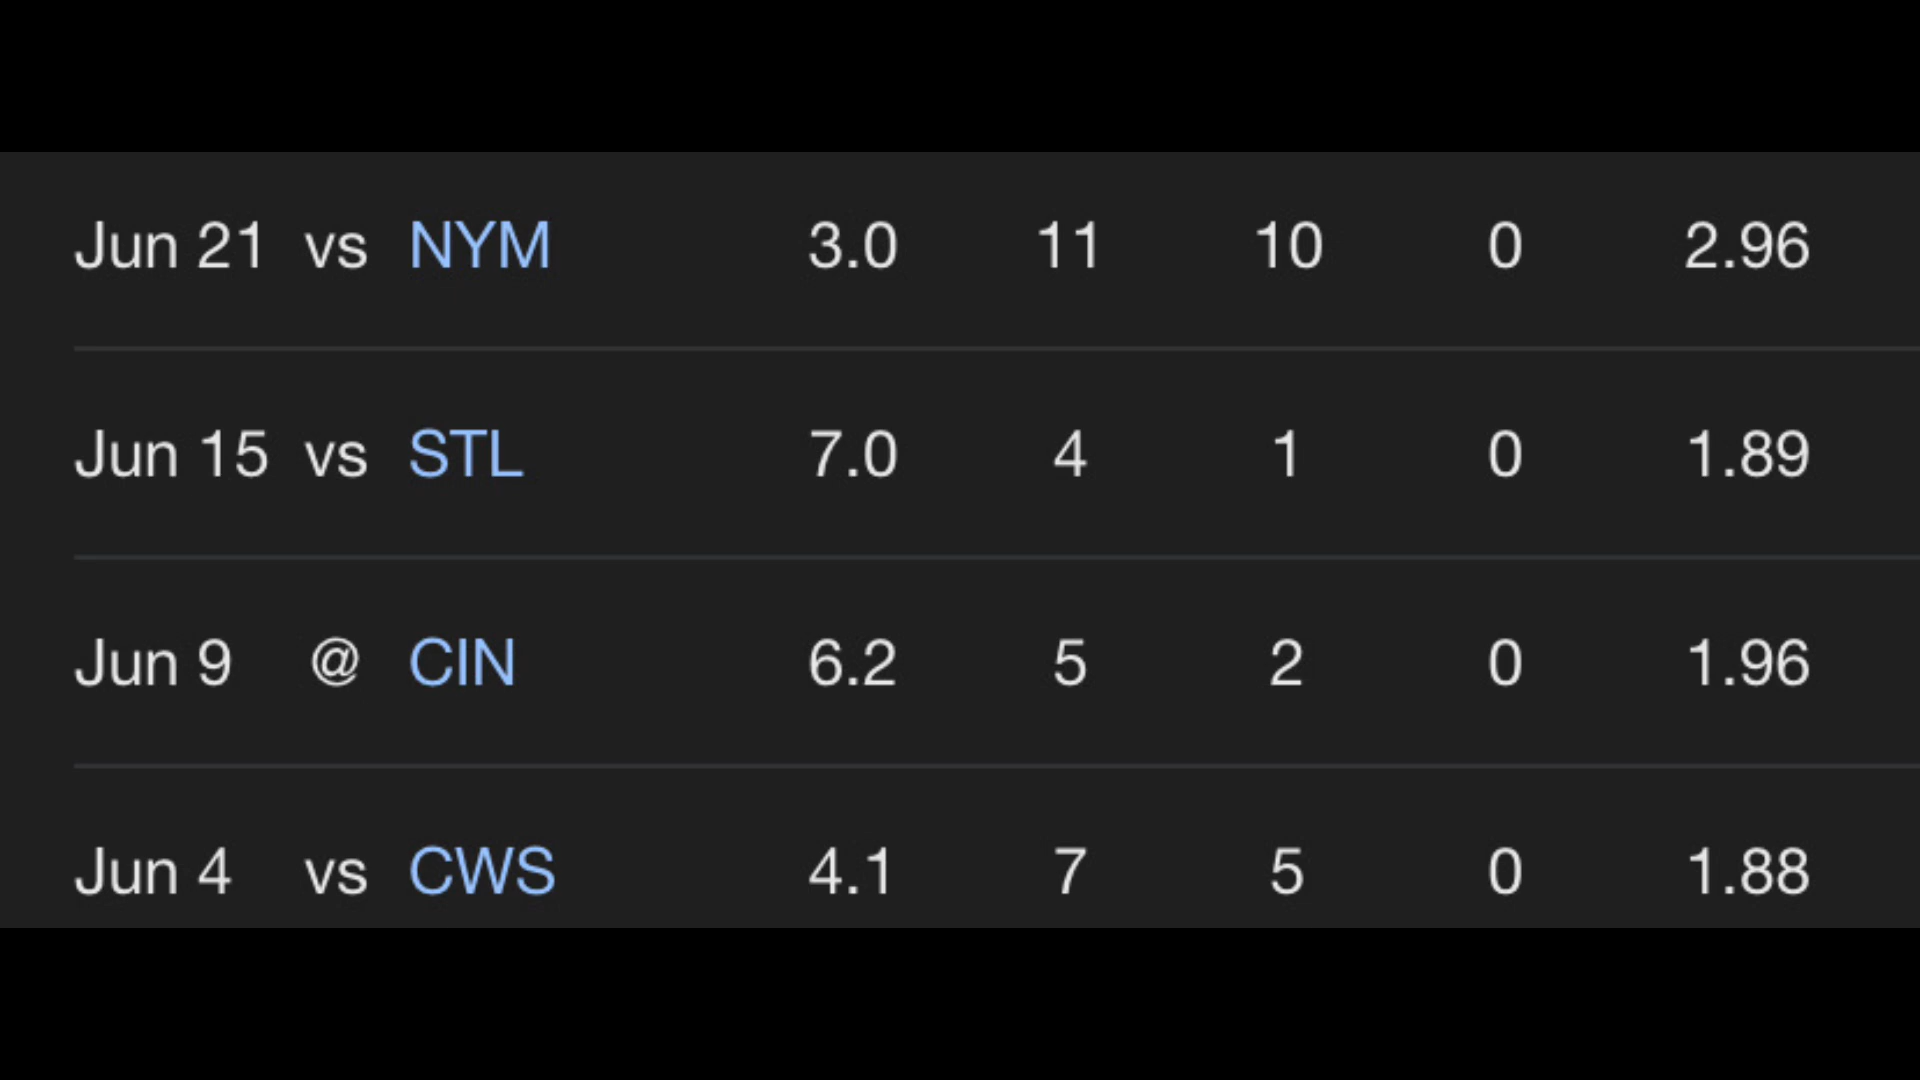 Jun 21 vs NYM 3.0 11 10 0 2.96
Jun 15 vs STL 7.0 4 1 0 1.89
Jun 9 @ CIN 6.2 5 2 0 1.96
Jun 4 vs CWS 4.1 7 5 0 1.88